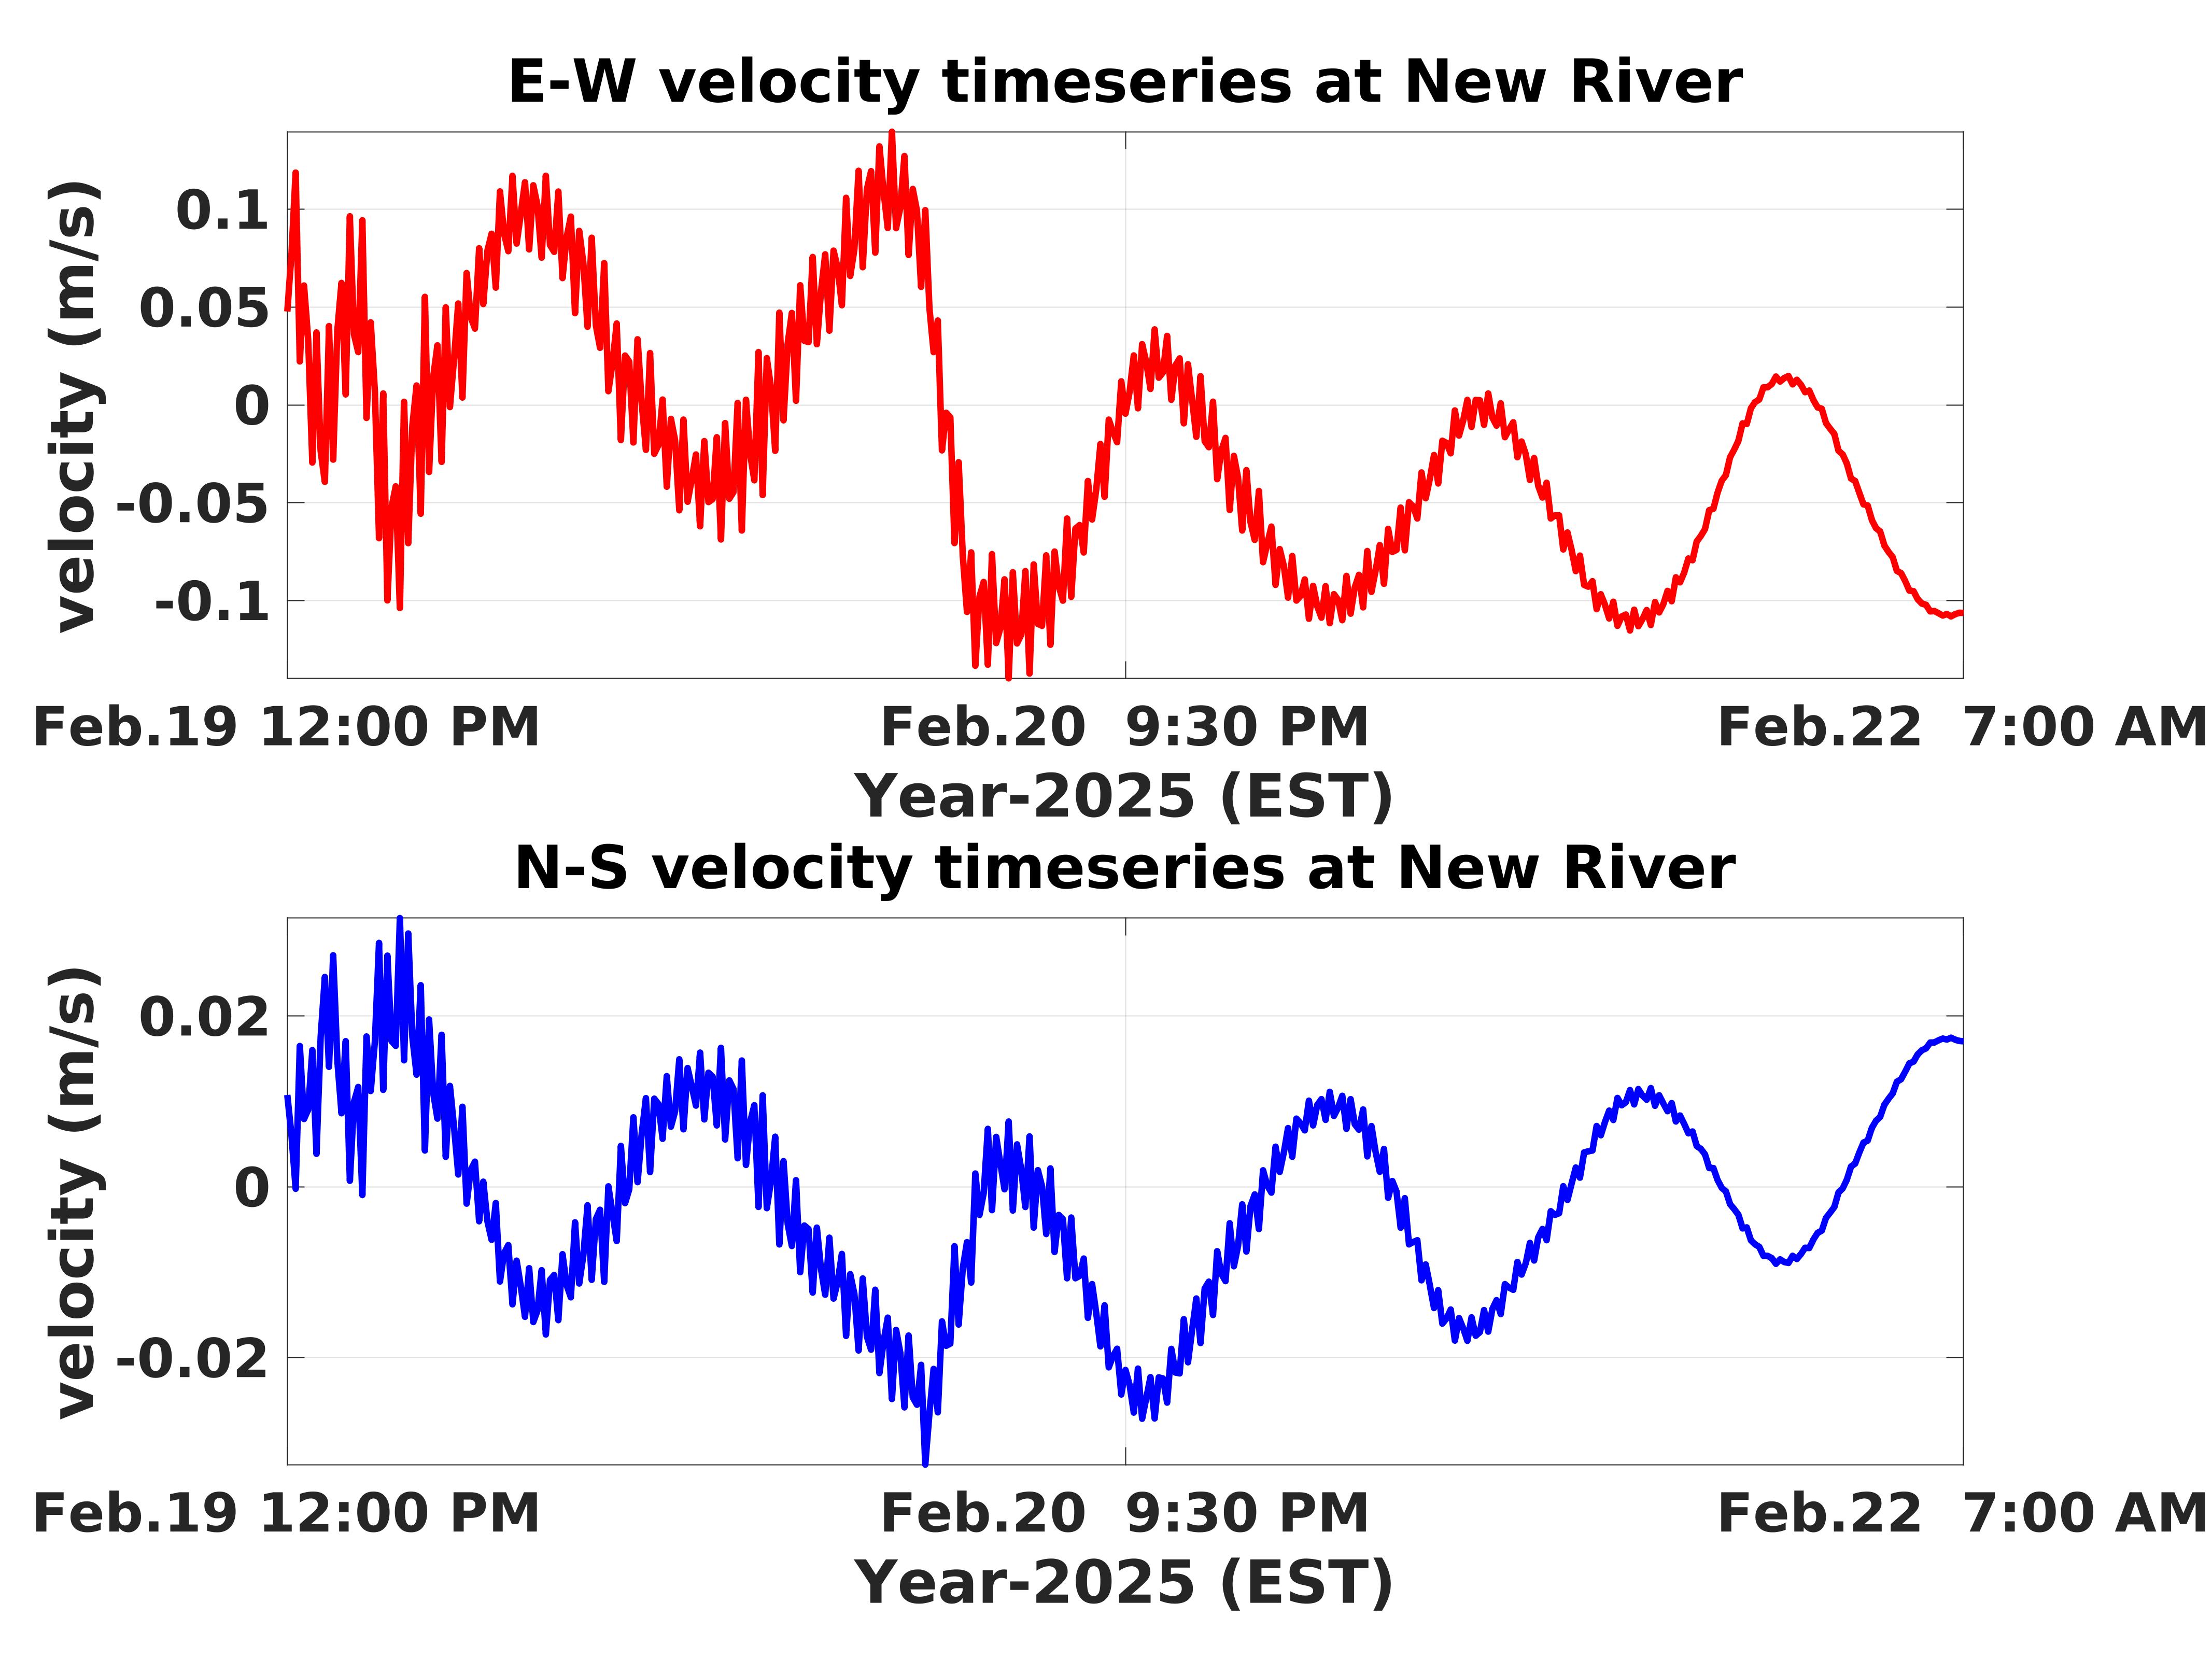 E-W velocity timeseries at New River
velocity (m/s)
0.1
0.05
0
-0.05
-0.1
Feb.19 12:00 PM Feb.20  9:30 PM Feb.22  7:00 AM
Year-2025 (EST)
N-S velocity timeseries at New River
velocity (m/s)
0.02
0
-0.02
Feb.19 12:00 PM Feb.20  9:30 PM Feb.22  7:00 AM
Year-2025 (EST)